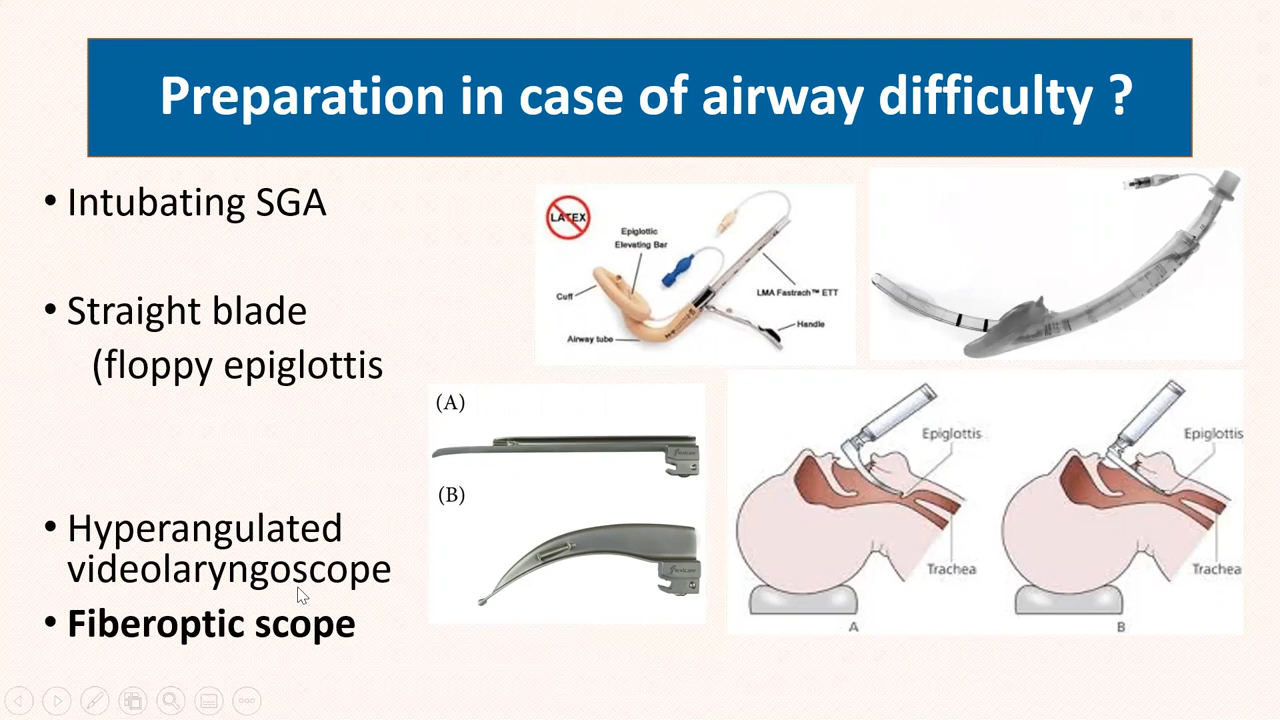 Preparation in case of airway difficulty ?
• Intubating SGA
• Straight blade
(floppy epiglottis
• Hyperangulated
videolaryngoscope
• Fiberoptic scope
LATEX
Epiglottic
Elevating Bar
Cuff
LMA Fastrach™ ETT
Handle
Airway tube
(A)
(B)
Epiglottis
Trachea
A
Epiglottis
Trachea
B